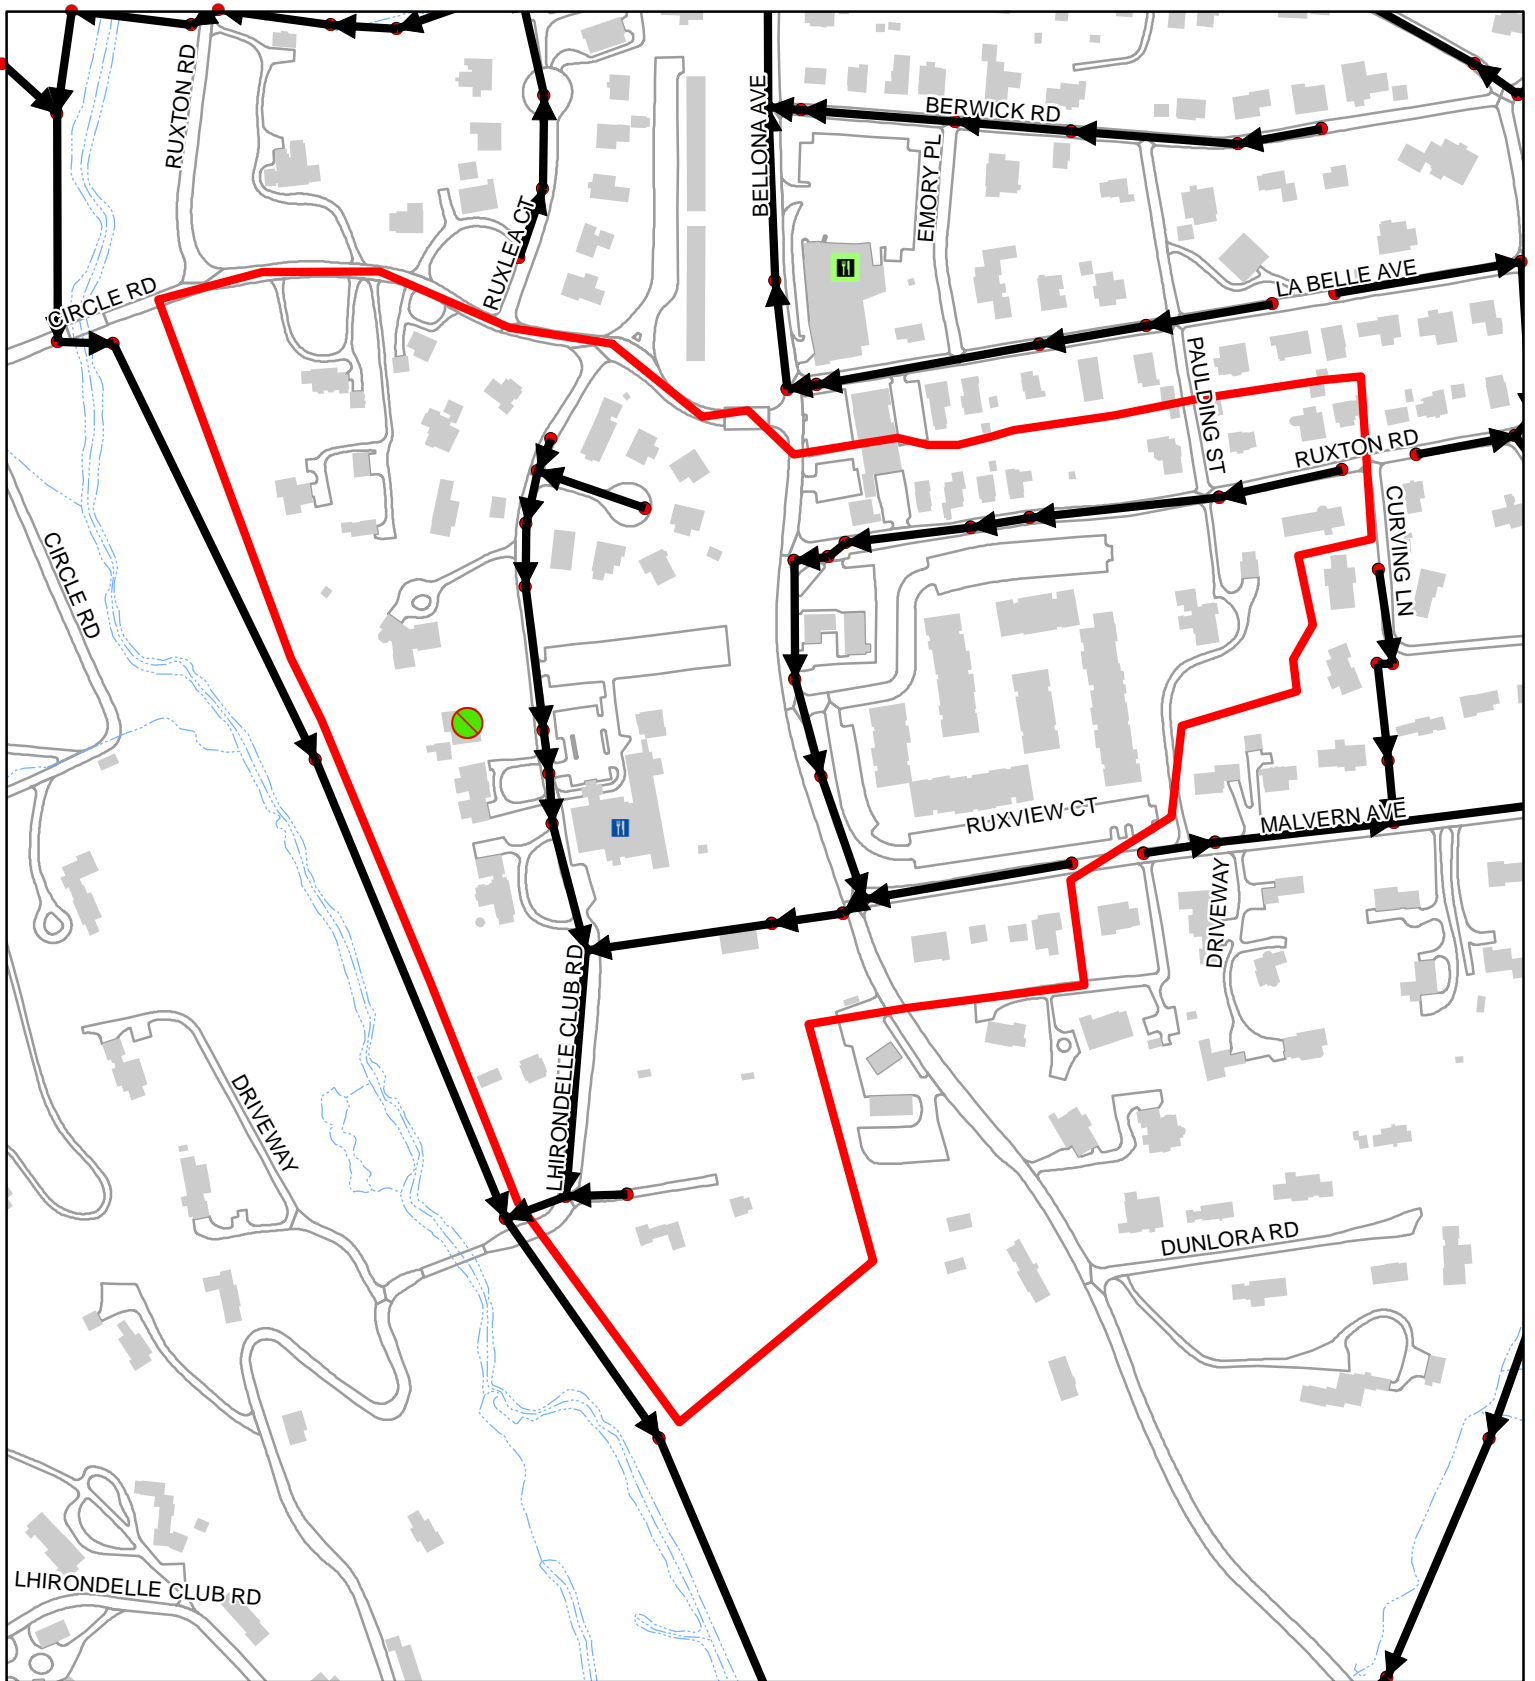 RUXTON RD
BELLONA AVE
BERWICK RD
EMORY PL
RUXLEA CT
CIRCLE RD
LA BELLE AVE
PAULDING ST
RUXTON RD
CURVING LN
CIRCLE RD
RUXVIEW CT
MALVERN AVE
DRIVEWAY
LHIRONDELLE CLUB RD
DRIVEWAY
DUNLORA RD
LHIRONDELLE CLUB RD